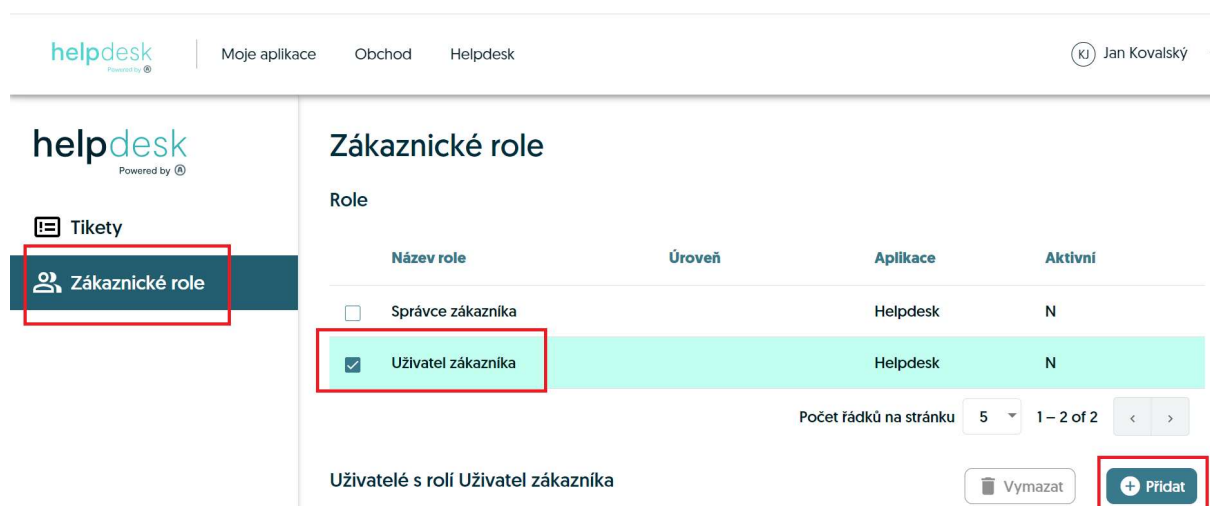 helpdesk
Powered by
Moje aplikace Obchod Helpdesk
KJ Jan Kovalský
helpdesk
Powered by
Tikety
Zákaznické role
Zákaznické role
Role
Název role Úroveň Aplikace Aktivní
Správce zákazníka Helpdesk N
Uživatel zákazníka Helpdesk N
Počet řádků na stránku 5 1 – 2 of 2
Uživatelé s rolí Uživatel zákazníka
Vymazat
Přidat